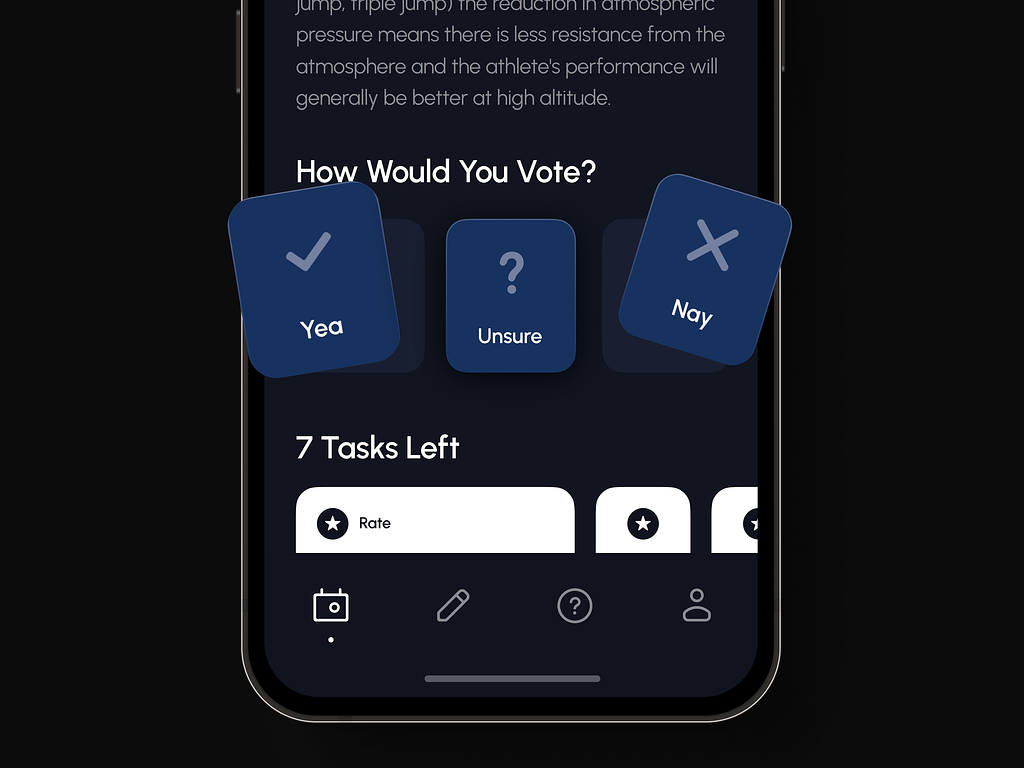 jump, triple jump) the reduction in atmospheric
pressure means there is less resistance from the
atmosphere and the athlete's performance will
generally be better at high altitude.
How Would You Vote?
Yea
?
Unsure
Nay
7 Tasks Left
Rate
?